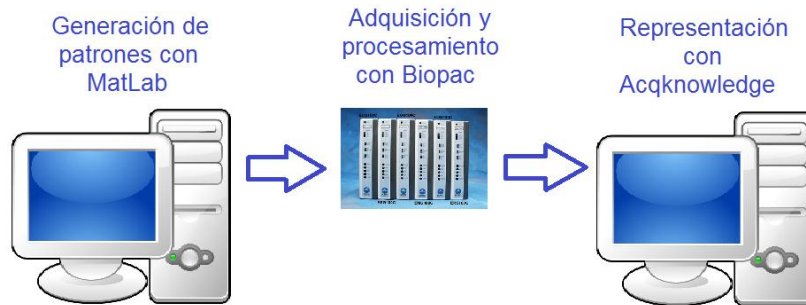 Generación de
patrones con
MatLab
Adquisición y
procesamiento
con Biopac
Representación
con
Acqknowledge